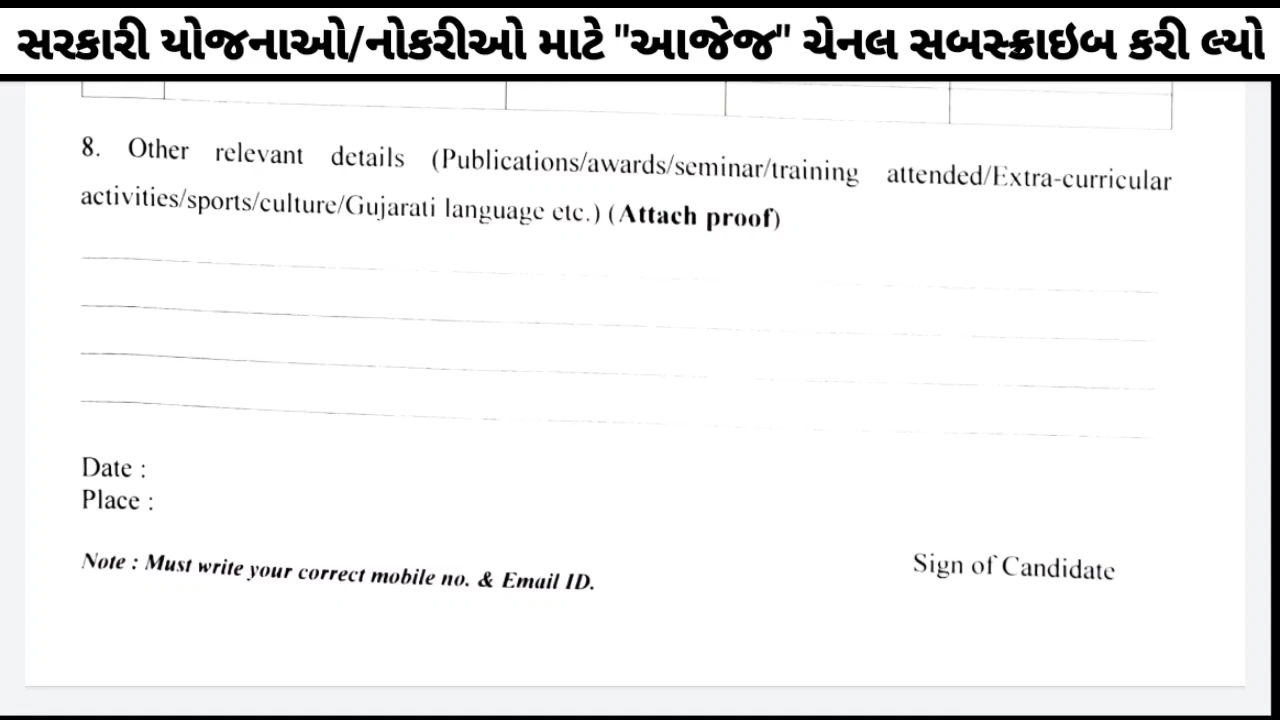 સરકારી યોજનાઓ/નોકરીઓ માટે "આજેજ" ચેનલ સબસ્ક્રાઇબ કરી લ્યો
8. Other relevant details (Publications/awards/seminar/training attended/Extra-curricular
activities/sports/culture/Gujarati language etc.) (Attach proof)
Date :
Place :
Note : Must write your correct mobile no. & Email ID.
Sign of Candidate